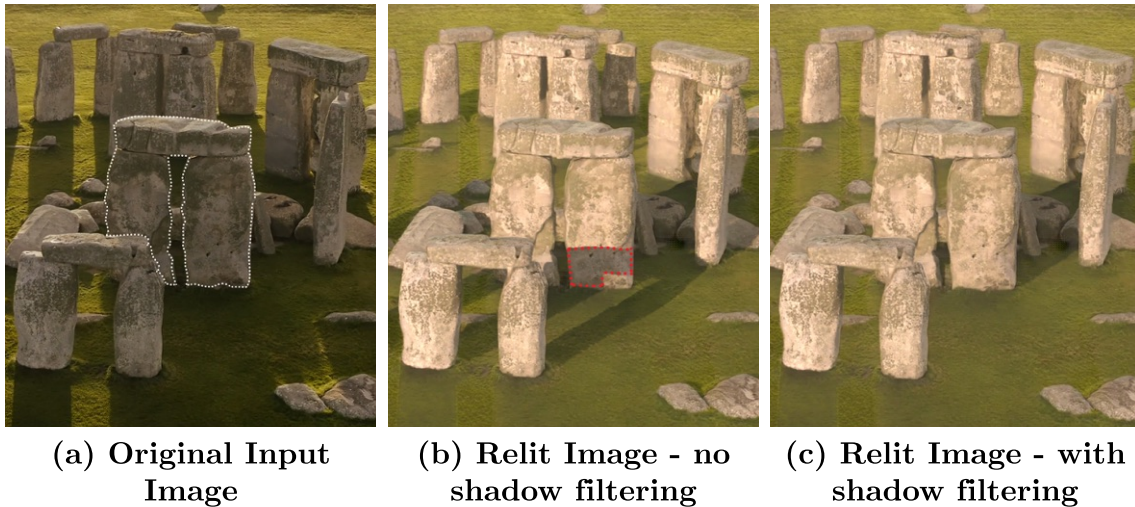 (a) Original Input
Image
(b) Relit Image - no
shadow filtering
(c) Relit Image - with
shadow filtering